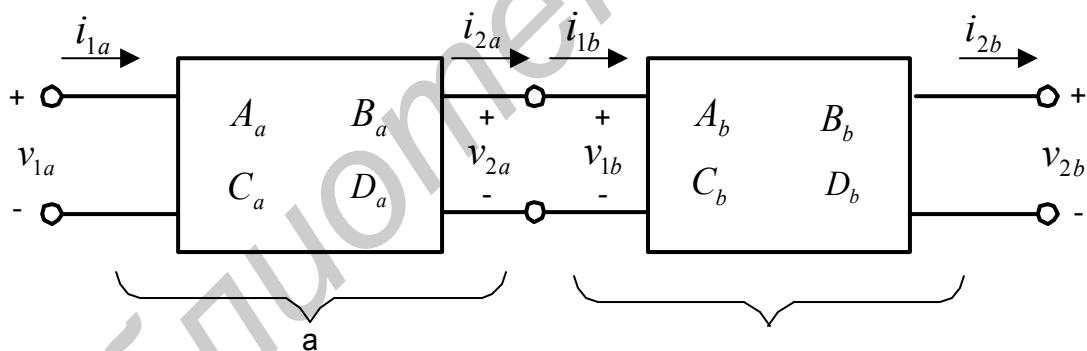 i1a i2a i1b i2b
+ + + +
Aa Ba Ab Bb
v1a v2a v1b v2b
Ca Da Cb Db
- - - -
a